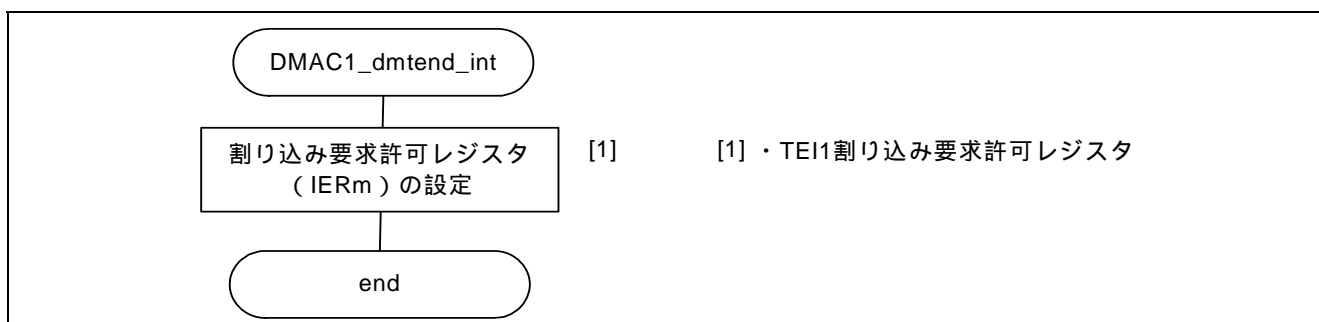 DMAC1_dmtend_int
割り込み要求許可レジスタ [1] [1] ・TEI1割り込み要求許可レジスタ
( IERm ) の設定
end